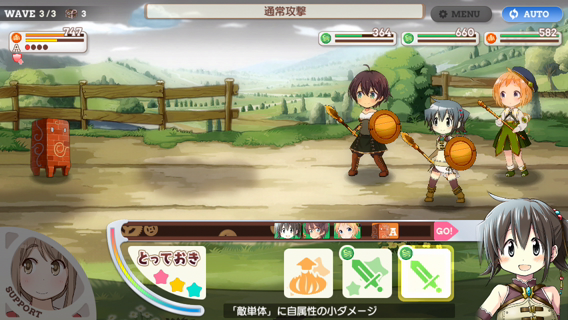 WAVE 3/3 3
通常攻撃
MENU
AUTO
747
A
364
660
582
A GO!
とっておき
SUPPORT
「敵単体」に自属性の小ダメージ